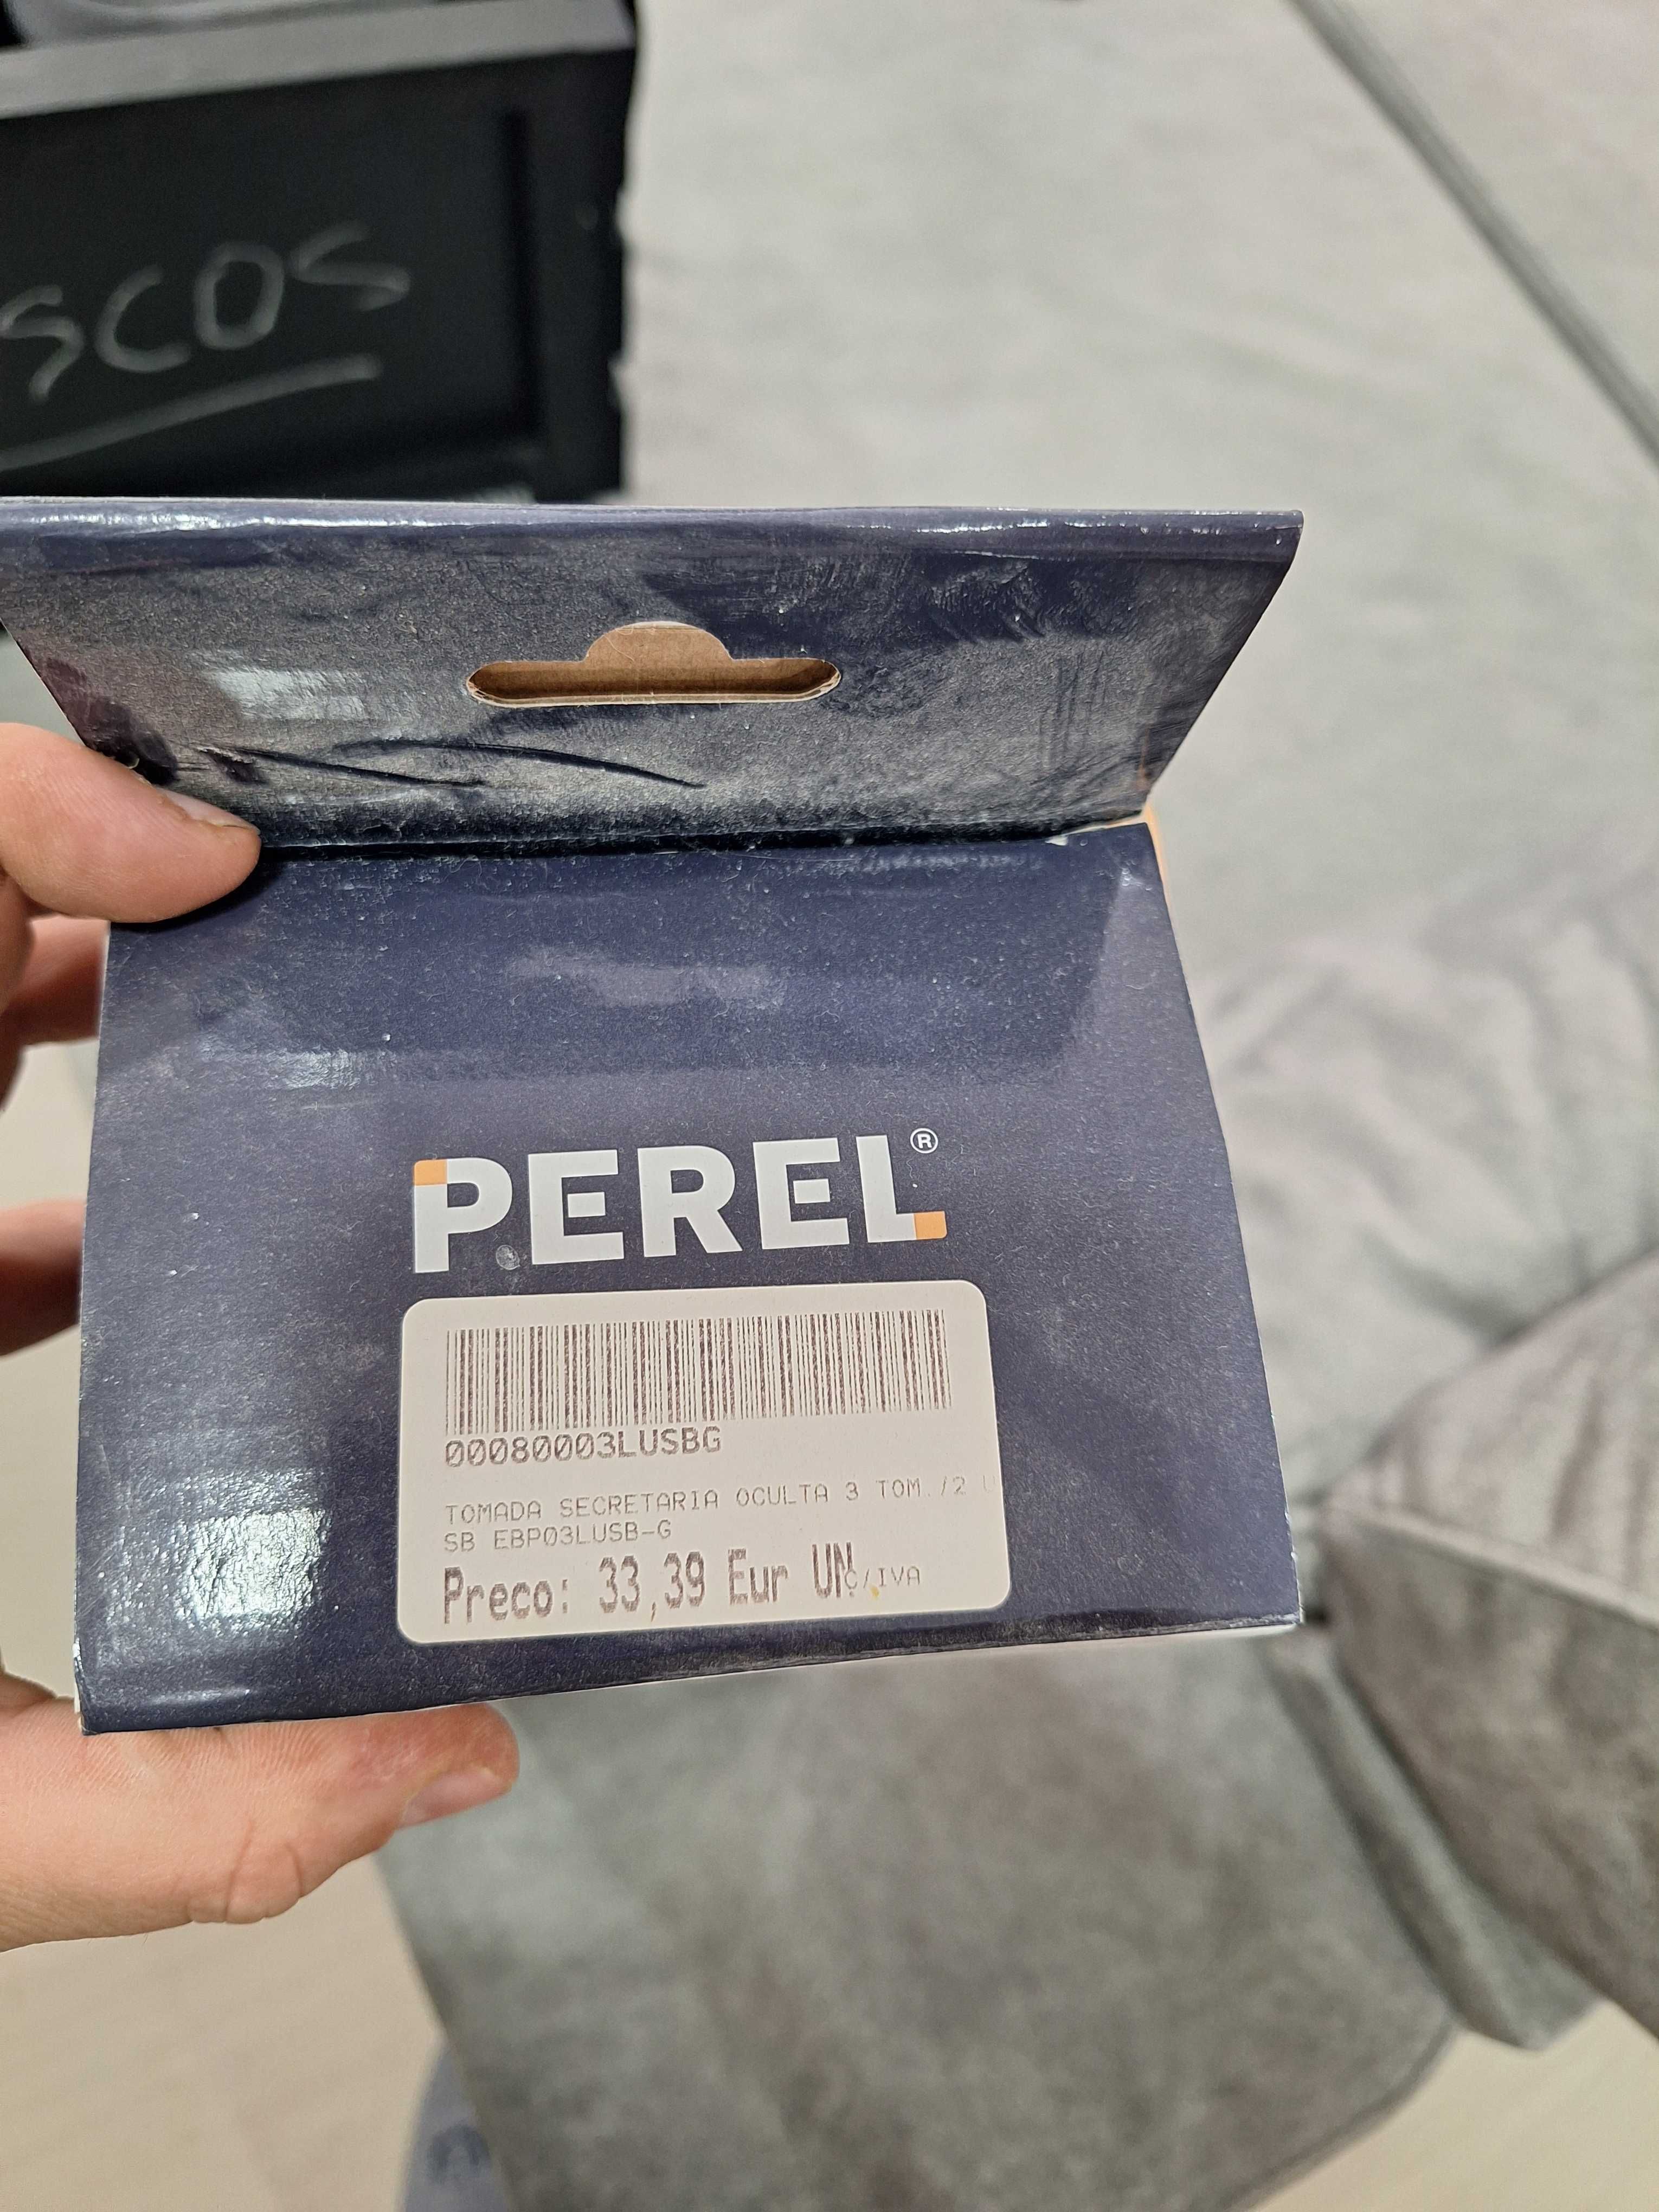 SCOS
PEREL®
00080003LUSBG
TOMADA SECRETARIA OCULTA 3 TOM./2 U
SB EBP03LUSB-G
Preco: 33,39 Eur UN C/IVA